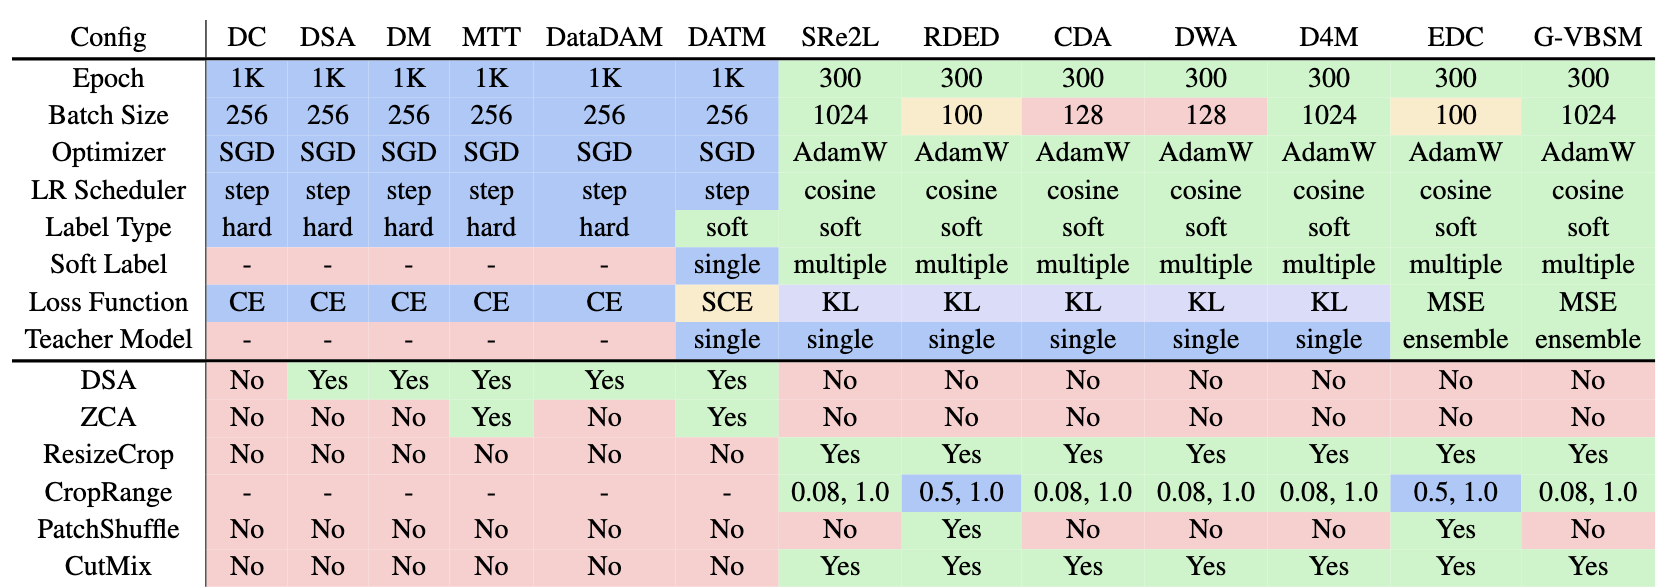 Config DC DSA DM MTT DataDAM DATM SRe2L RDED CDA DWA D4M EDC G-VBSM
Epoch 1K 1K 1K 1K 1K 1K 300 300 300 300 300 300 300
Batch Size 256 256 256 256 256 256 1024 100 128 128 1024 100 1024
Optimizer SGD SGD SGD SGD SGD SGD AdamW AdamW AdamW AdamW AdamW AdamW AdamW
LR Scheduler step step step step step step cosine cosine cosine cosine cosine cosine cosine
Label Type hard hard hard hard hard soft soft soft soft soft soft soft soft
Soft Label - - - - - single multiple multiple multiple multiple multiple multiple multiple
Loss Function CE CE CE CE CE SCE KL KL KL KL KL MSE MSE
Teacher Model - - - - - single single single single single single ensemble ensemble
DSA No Yes Yes Yes Yes Yes No No No No No No No
ZCA No No No Yes No Yes No No No No No No No
ResizeCrop No No No No No No Yes Yes Yes Yes Yes Yes Yes
CropRange - - - - - - 0.08, 1.0 0.5, 1.0 0.08, 1.0 0.08, 1.0 0.08, 1.0 0.5, 1.0 0.08, 1.0
PatchShuffle No No No No No No No Yes No No No Yes No
CutMix No No No No No No Yes Yes Yes Yes Yes Yes Yes